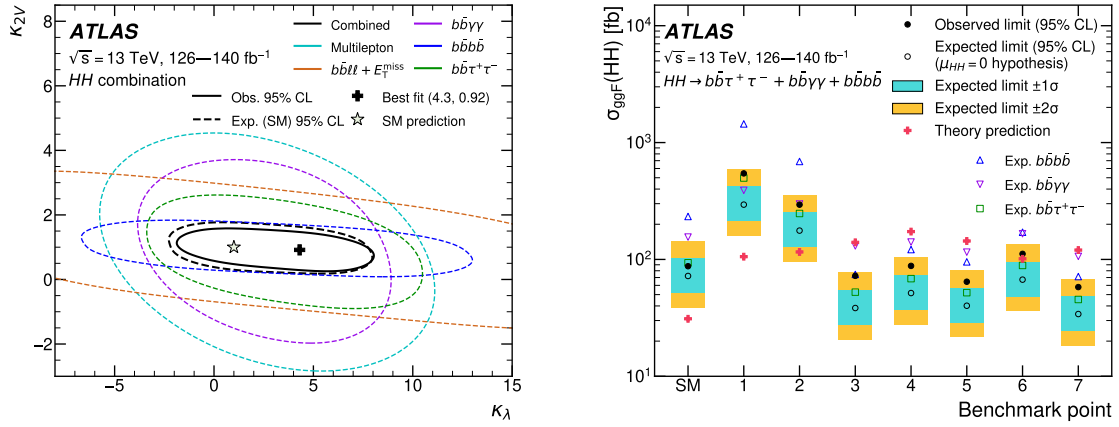 κ2V
ATLAS
√s = 13 TeV, 126—140 fb⁻¹
HH combination
Combined
Multilepton
bb̄ℓℓ + E_T^miss
bb̄γγ
bb̄bb̄
bb̄τ⁺τ⁻
Obs. 95% CL
Exp. (SM) 95% CL
Best fit (4.3, 0.92)
SM prediction
8
6
4
2
0
−2
−5
0
5
10
15
κλ
σggF(HH) [fb]
ATLAS
√s = 13 TeV, 126—140 fb⁻¹
HH → bb̄τ⁺τ⁻ + bb̄γγ + bb̄bb̄
Observed limit (95% CL)
Expected limit (95% CL)
(μHH = 0 hypothesis)
Expected limit ±1σ
Expected limit ±2σ
Theory prediction
Exp. bb̄bb̄
Exp. bb̄γγ
Exp. bb̄τ⁺τ⁻
10⁴
10³
10²
10¹
SM
1
2
3
4
5
6
7
Benchmark point